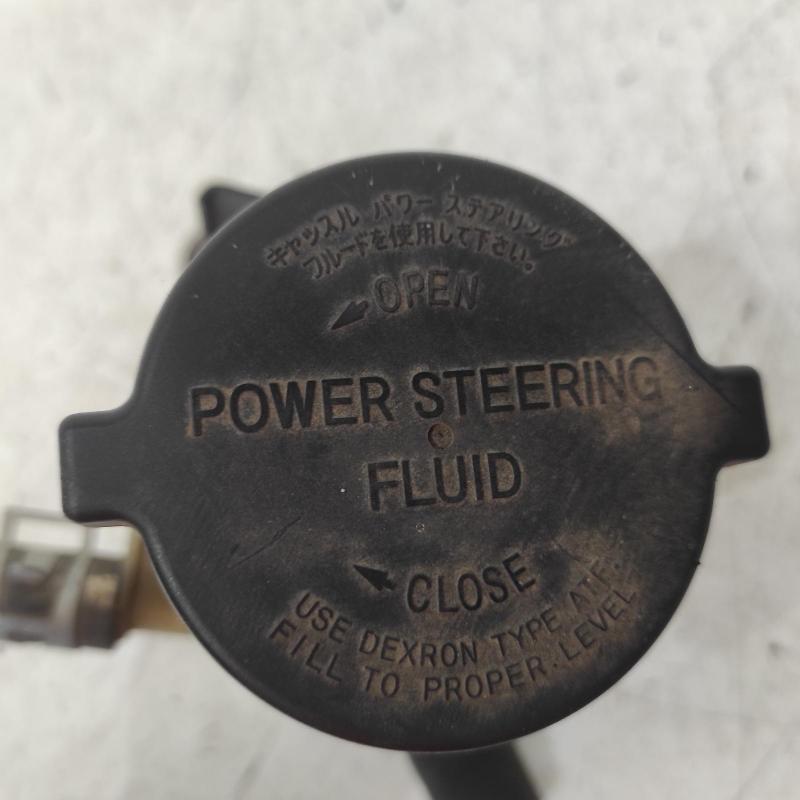 キャッスル パワー ステアリング
フルードを使用して下さい。
OPEN
POWER STEERING
FLUID
CLOSE
USE DEXRON TYPE ATF.
FILL TO PROPER LEVEL